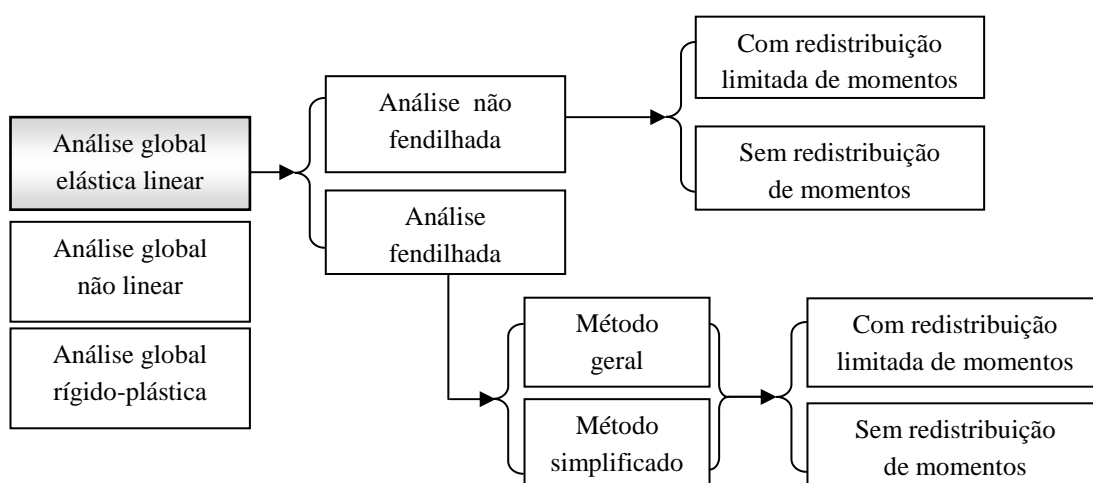 Com redistribuição
limitada de momentos
Análise não
fendilhada
Análise global
elástica linear
Sem redistribuição
de momentos
Análise
fendilhada
Análise global
não linear
Método
geral
Com redistribuição
limitada de momentos
Análise global
rígido-plástica
Método
simplificado
Sem redistribuição
de momentos